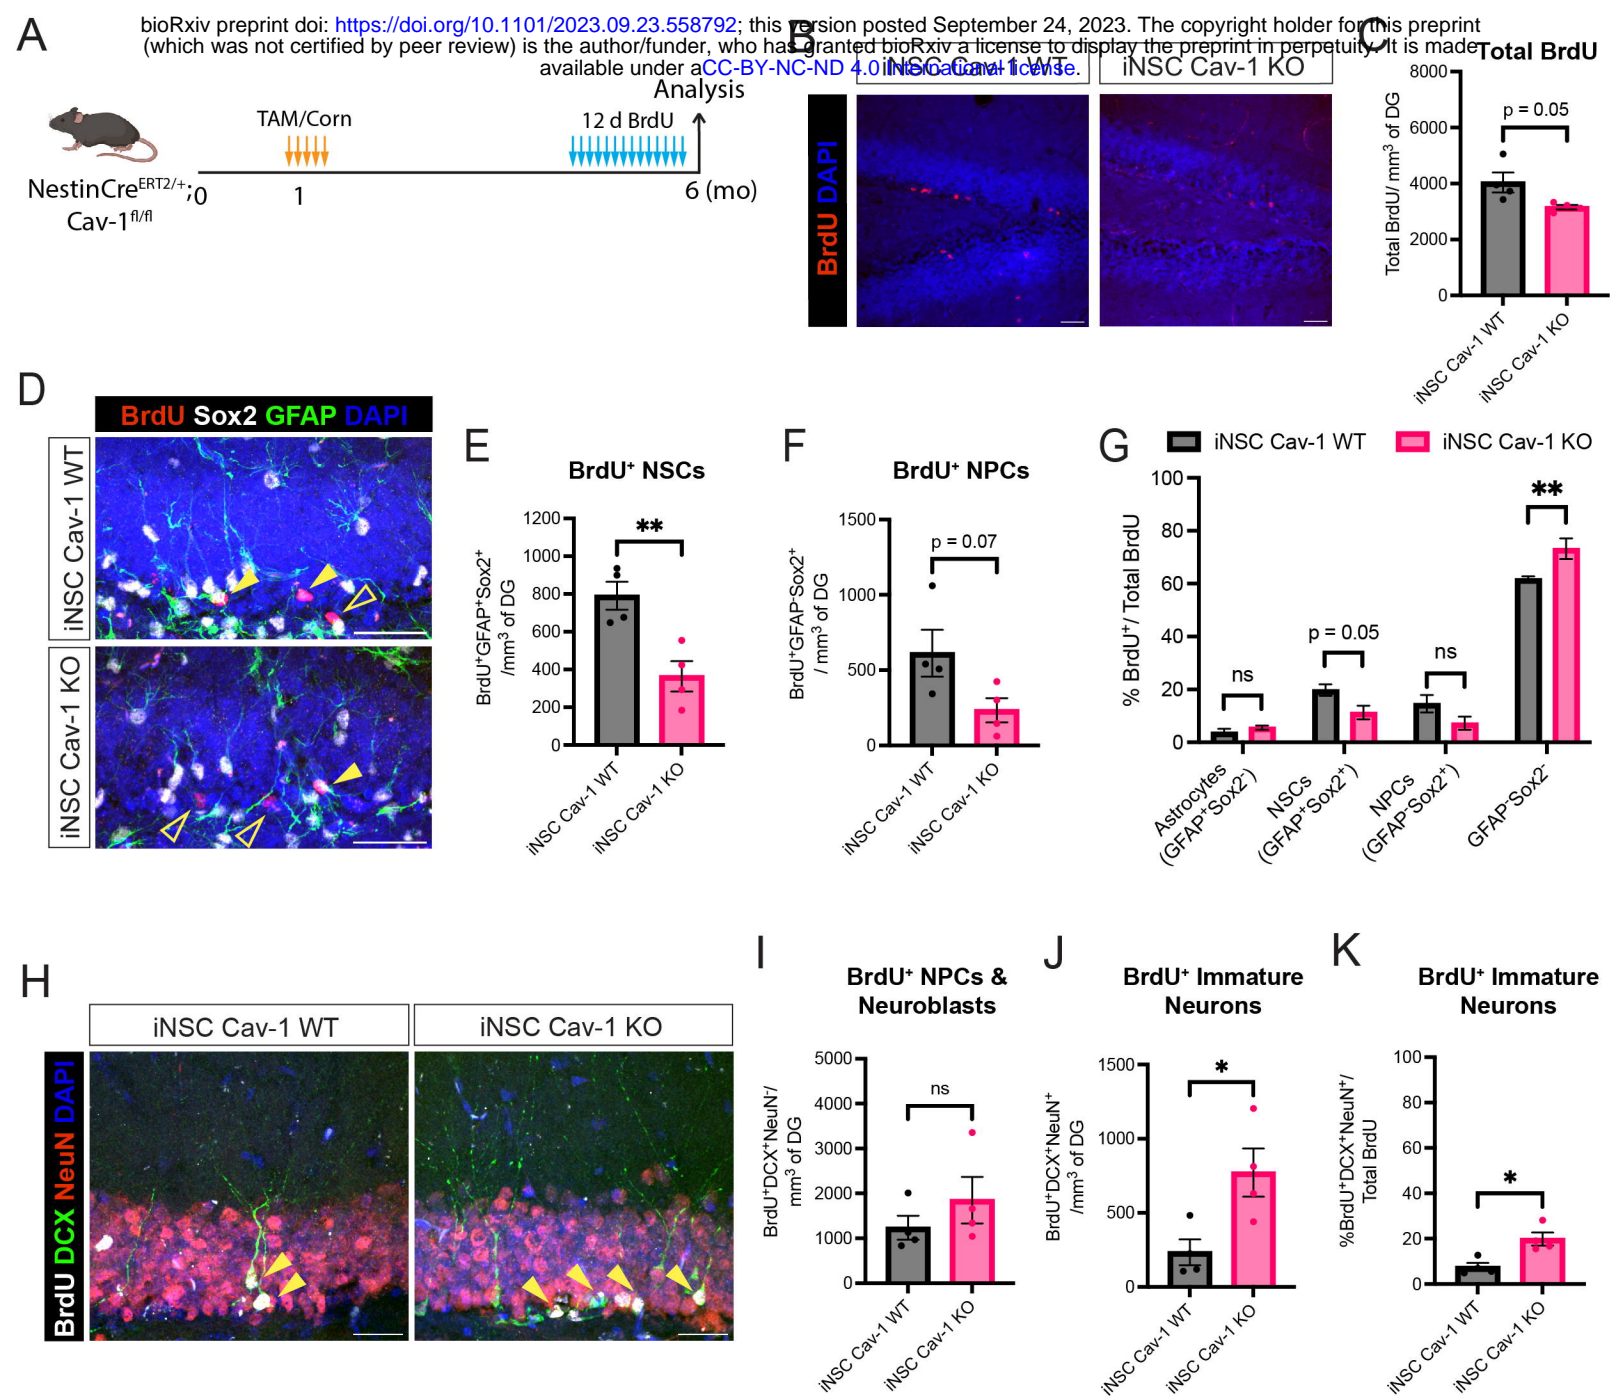 bioRxiv preprint doi: https://doi.org/10.1101/2023.09.23.558792; this version posted September 24, 2023. The copyright holder for this preprint
(which was not certified by peer review) is the author/funder, who has granted bioRxiv a license to display the preprint in perpetuity. It is made
available under aCC-BY-NC-ND 4.0 International license.
A
TAM/Corn
12 d BrdU
Analysis
NestinCreERT2/+;
Cav-1fl/fl
0
1
6 (mo)
B
iNSC Cav-1 WT
iNSC Cav-1 KO
BrdU DAPI
C
Total BrdU
Total BrdU/ mm3 of DG
8000
6000
4000
2000
0
p = 0.05
iNSC Cav-1 WT
iNSC Cav-1 KO
D
BrdU Sox2 GFAP DAPI
iNSC Cav-1 WT
iNSC Cav-1 KO
E
BrdU+ NSCs
BrdU+GFAP+Sox2+
/mm3 of DG
1200
1000
800
600
400
200
0
**
iNSC Cav-1 WT
iNSC Cav-1 KO
F
BrdU+ NPCs
BrdU+GFAP-Sox2+
/ mm3 of DG
1500
1000
500
0
p = 0.07
iNSC Cav-1 WT
iNSC Cav-1 KO
G
iNSC Cav-1 WT
iNSC Cav-1 KO
% BrdU+/ Total BrdU
100
80
60
40
20
0
ns
p = 0.05
ns
**
Astrocytes
(GFAP+Sox2-)
NSCs
(GFAP+Sox2+)
NPCs
(GFAP-Sox2+)
GFAP-Sox2-
H
iNSC Cav-1 WT
iNSC Cav-1 KO
BrdU DCX NeuN DAPI
I
BrdU+ NPCs &
Neuroblasts
BrdU+DCX+NeuN-/
mm3 of DG
5000
4000
3000
2000
1000
0
ns
iNSC Cav-1 WT
iNSC Cav-1 KO
J
BrdU+ Immature
Neurons
BrdU+DCX+NeuN+
/mm3 of DG
1500
1000
500
0
*
iNSC Cav-1 WT
iNSC Cav-1 KO
K
BrdU+ Immature
Neurons
%BrdU+DCX+NeuN+/
Total BrdU
100
80
60
40
20
0
*
iNSC Cav-1 WT
iNSC Cav-1 KO